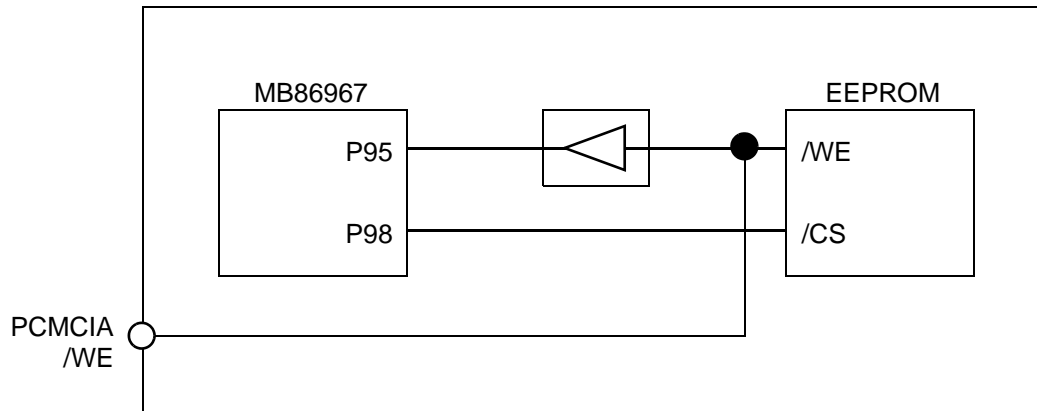 MB86967
EEPROM
P95
/WE
P98
/CS
PCMCIA
/WE